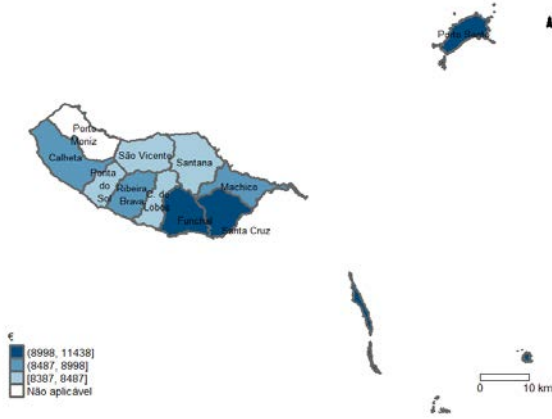 Porto Santo
Porto
Moniz
São Vicente
Calheta
Santana
Ponta
do
Sol
Ribeira
Brava
C. de
Lobos
Machico
Funchal
Santa Cruz
€
(8998, 11438]
(8487, 8998]
[8387, 8487]
Não aplicável
0 10 km